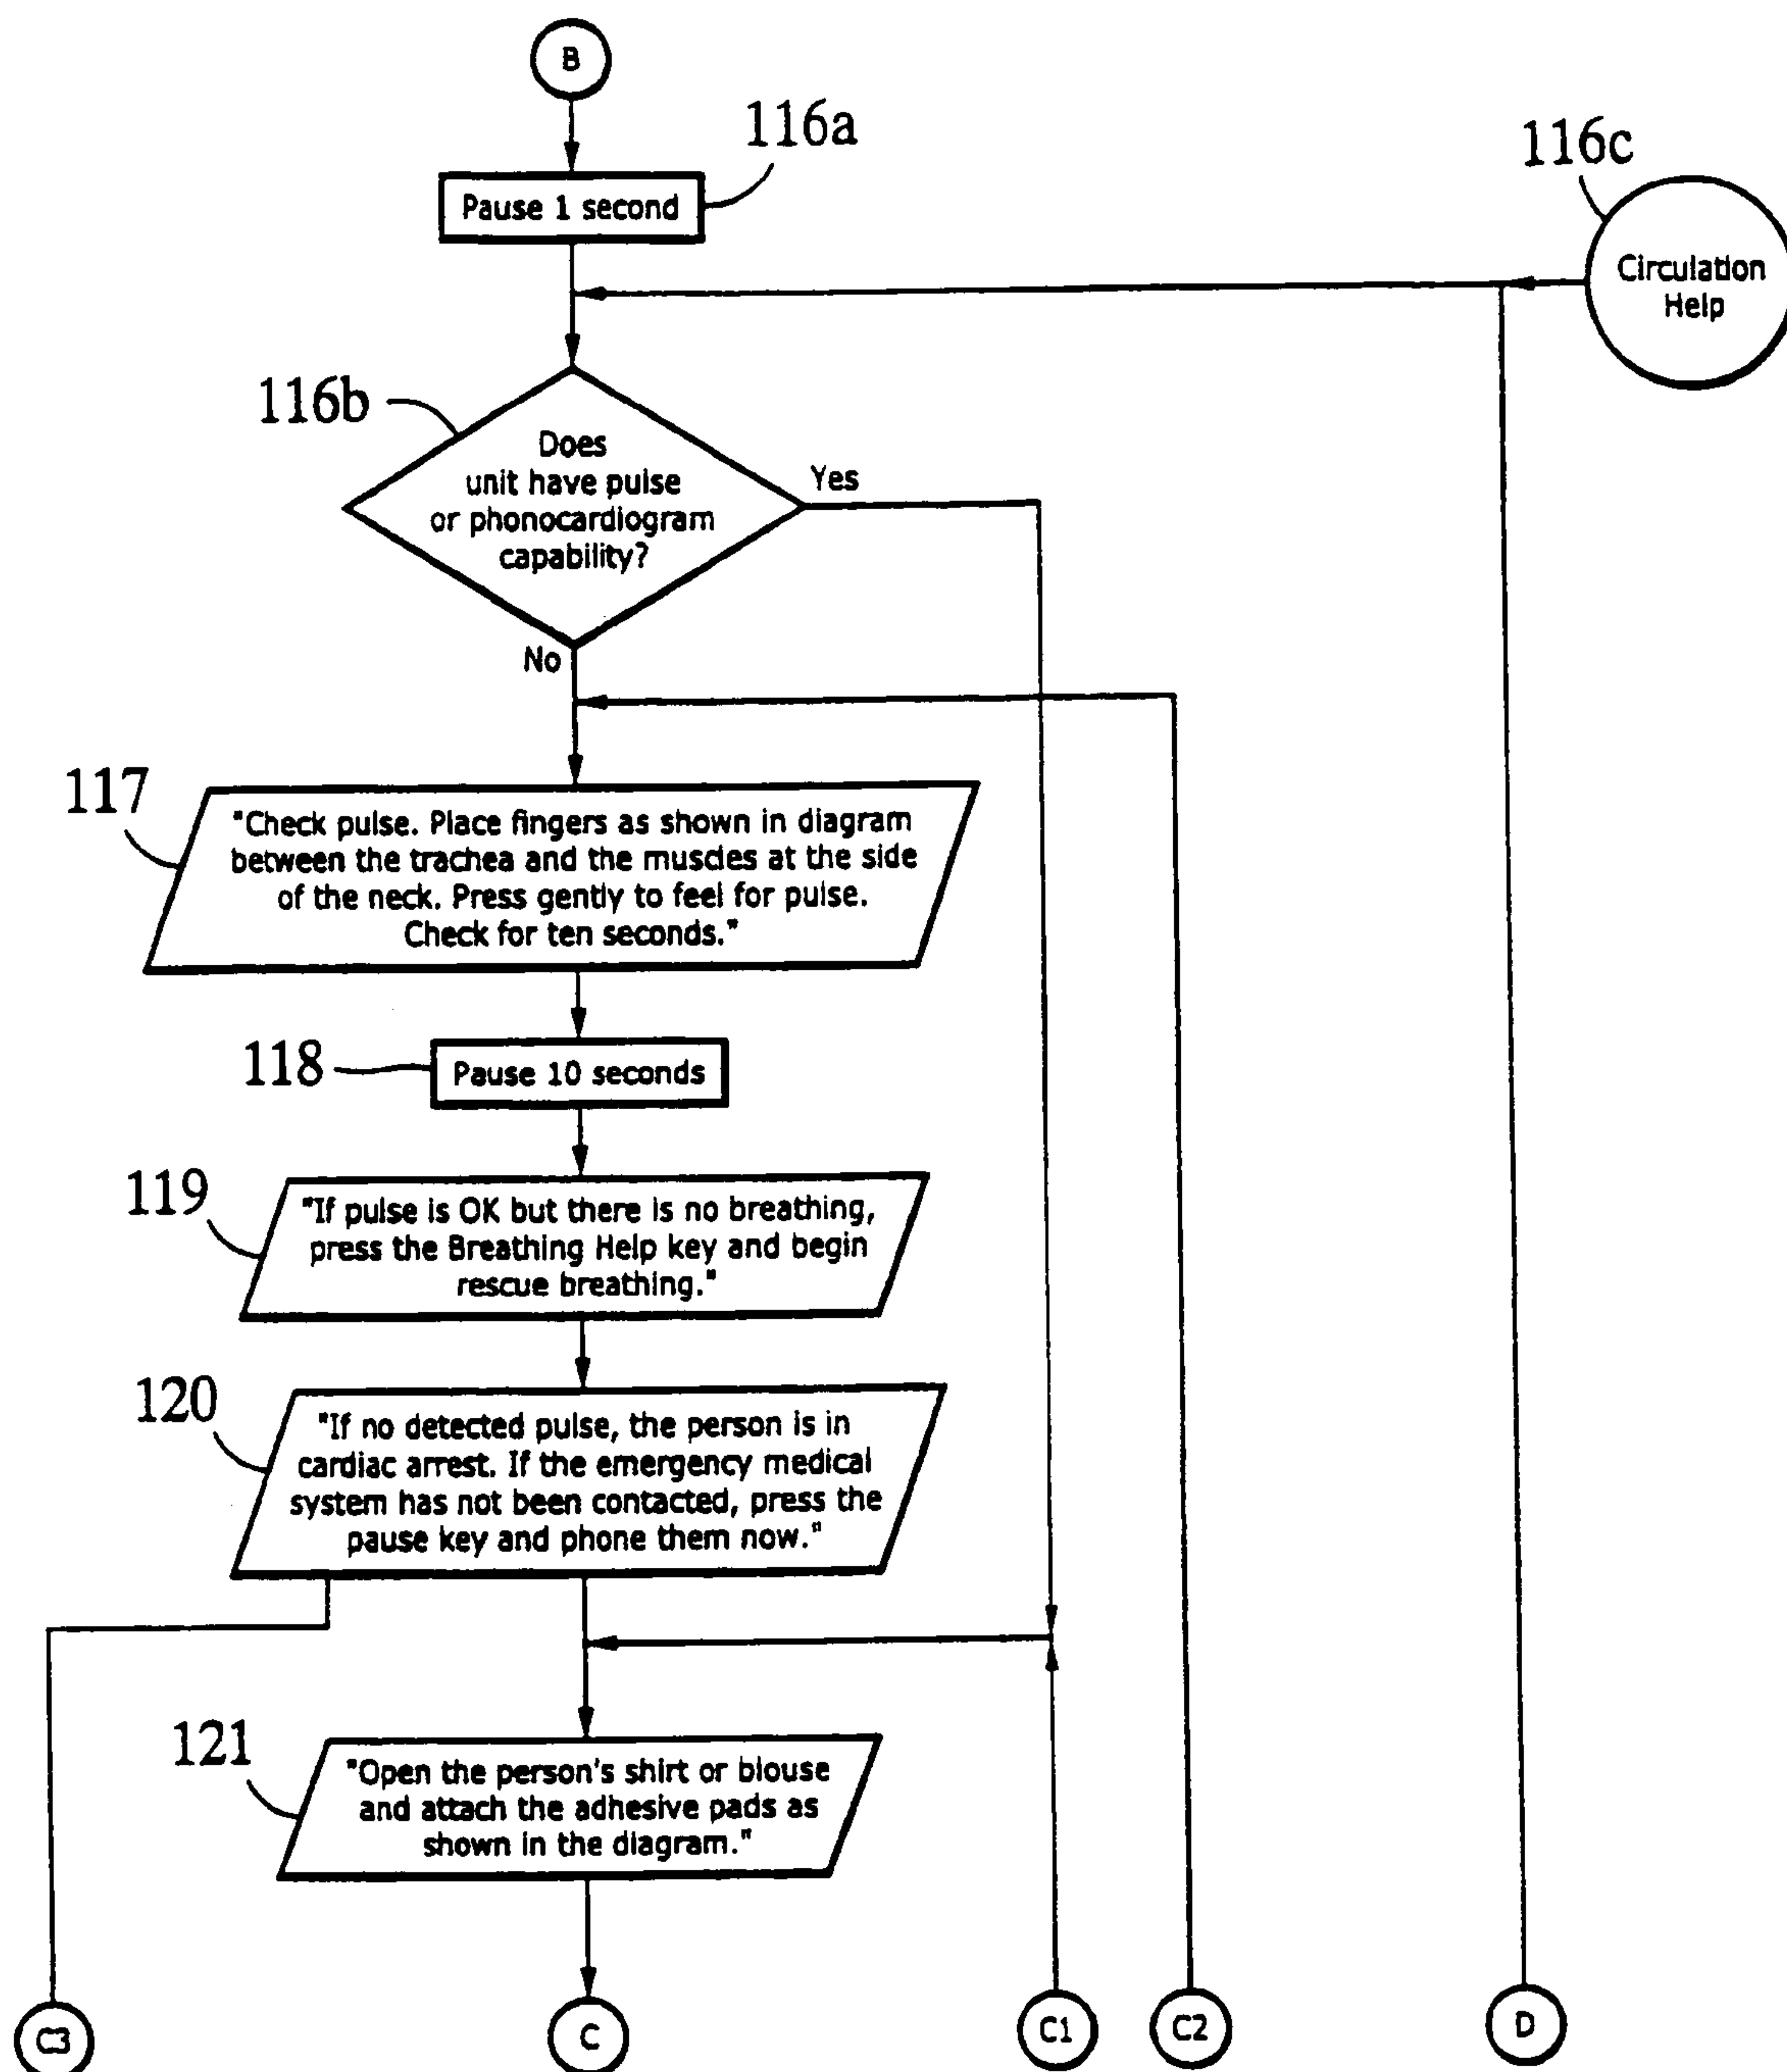 B
116a
Pause 1 second
116c
Circulation
Help
116b
Does
unit have pulse
or phonocardiogram
capability?
Yes
No
117
"Check pulse. Place fingers as shown in diagram
between the trachea and the muscles at the side
of the neck. Press gently to feel for pulse.
Check for ten seconds."
118
Pause 10 seconds
119
"If pulse is OK but there is no breathing,
press the Breathing Help key and begin
rescue breathing."
120
"If no detected pulse, the person is in
cardiac arrest. If the emergency medical
system has not been contacted, press the
pause key and phone them now."
121
"Open the person's shirt or blouse
and attach the adhesive pads as
shown in the diagram."
C3
C
C1
C2
D